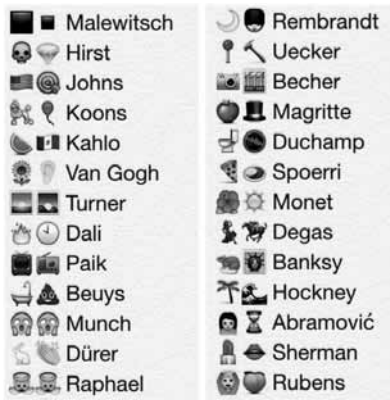 Malewitsch
Hirst
Johns
Koons
Kahlo
Van Gogh
Turner
Dali
Paik
Beuys
Munch
Dürer
Raphael
Rembrandt
Uecker
Becher
Magritte
Duchamp
Spoerri
Monet
Degas
Banksy
Hockney
Abramović
Sherman
Rubens